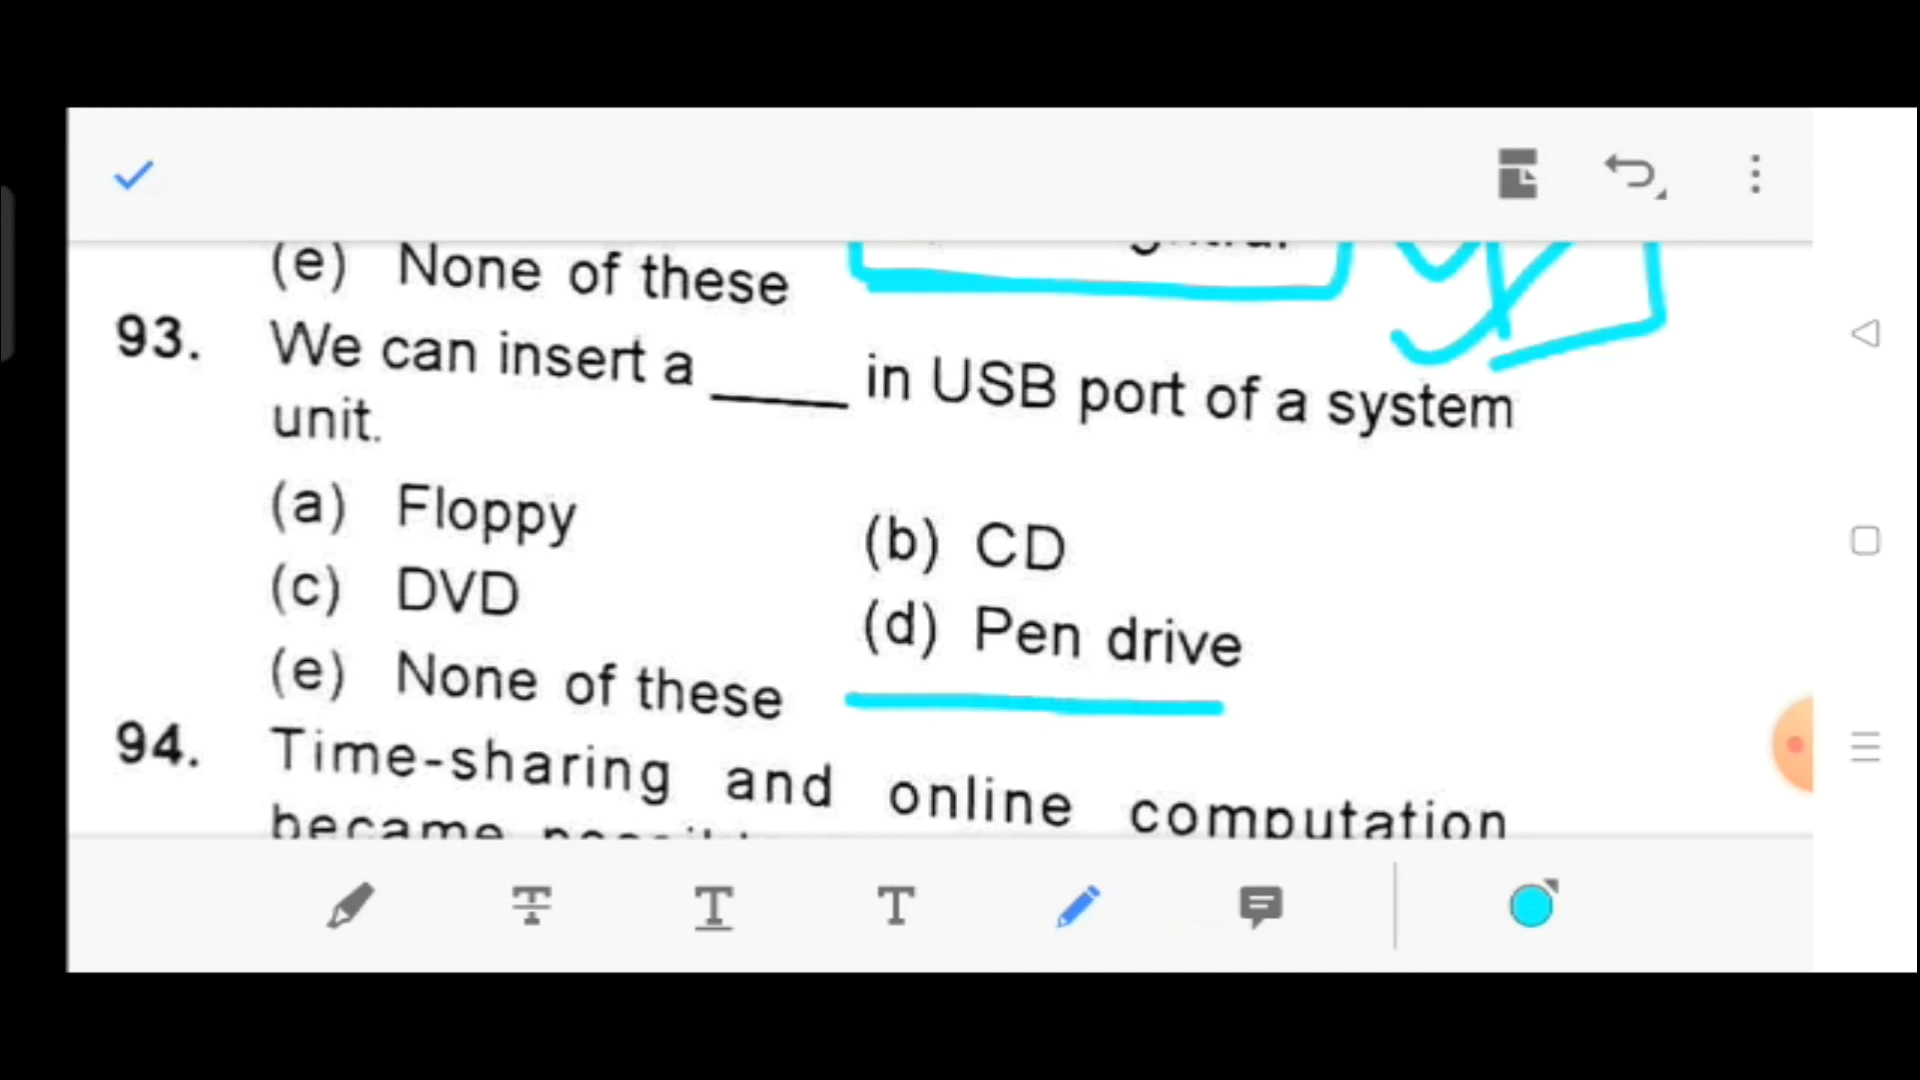 (e) None of these
93. We can insert a ____ in USB port of a system
unit.
(a) Floppy
(b) CD
(c) DVD
(d) Pen drive
(e) None of these
94. Time-sharing and online computation
became